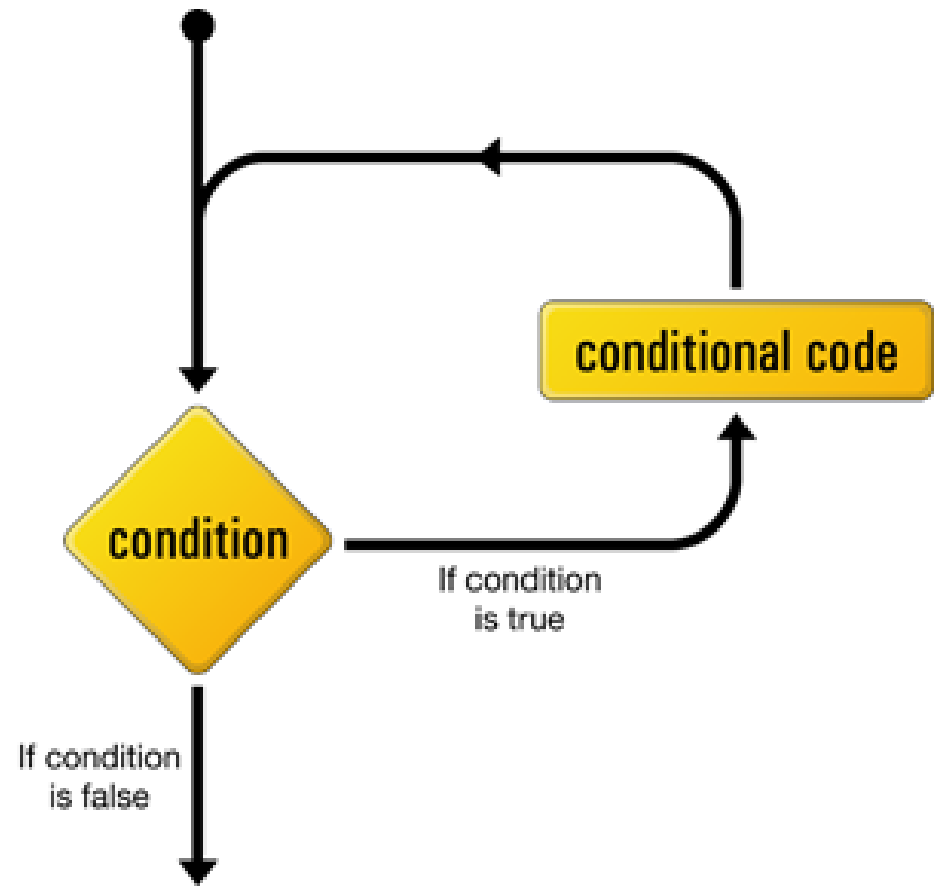 conditional code
condition
If condition
is true
If condition
is false